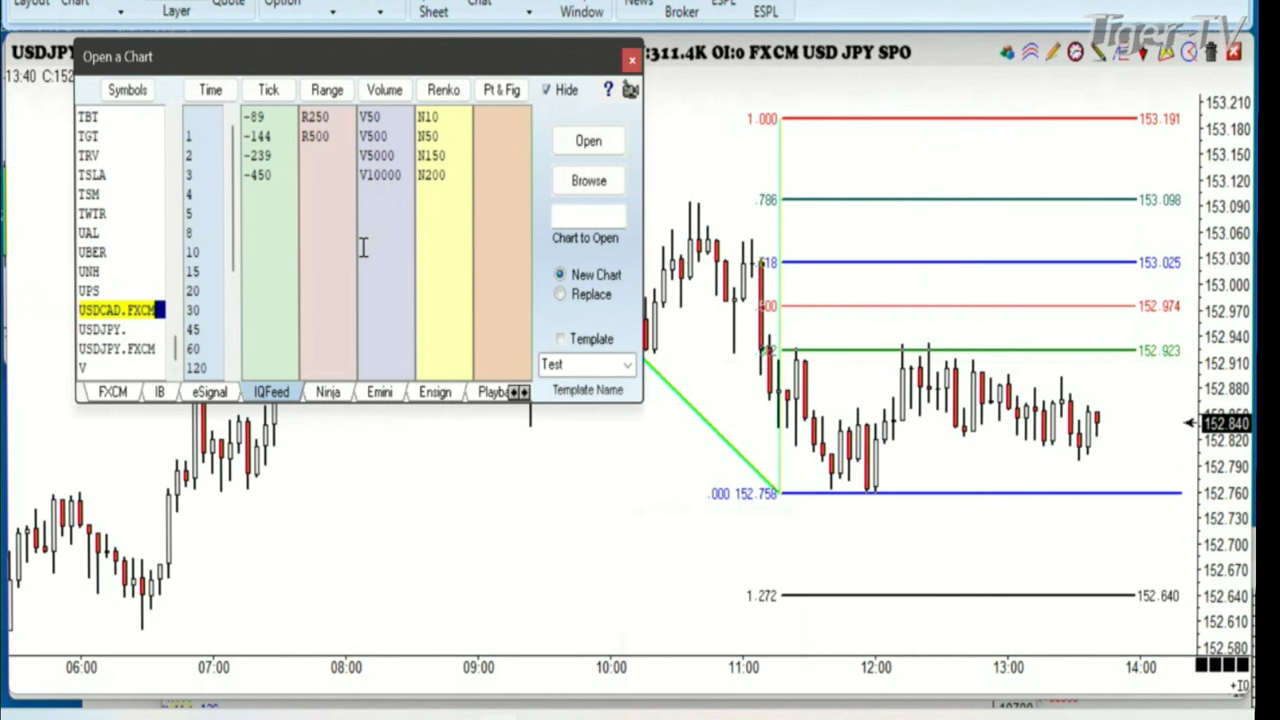 Layout Chart Layer Quote Option Sheet Chat Window News Broker ESPL ESPL
Tiger-TV
USDJPY :311.4K OI:0 FXCM USD JPY SPO
-13:40 C:152
Open a Chart
Symbols Time Tick Range Volume Renko Pt & Fig Hide ?
TBT -89 R250 V50 N10
TGT 1 -144 R500 V500 N50
TRV 2 -239 V5000 N150
TSLA 3 -450 V10000 N200
TSM 4
TWTR 5
UAL 8
UBER 10
UNH 15
UPS 20
USDCAD.FXCM 30
USDJPY. 45
USDJPY.FXCM 60
V 120
Open
Browse
Chart to Open
New Chart
Replace
Template
Test
Template Name
FXCM IB eSignal IQFeed Ninja Emini Ensign Playba
1.000 153.191
.786 153.098
153.025
152.974
152.923
.000 152.758
1.272 152.640
153.210
153.180
153.150
153.120
153.090
153.060
153.030
153.000
152.970
152.940
152.910
152.880
152.840
152.820
152.790
152.760
152.730
152.700
152.670
152.640
152.610
152.580
06:00 07:00 08:00 09:00 10:00 11:00 12:00 13:00 14:00